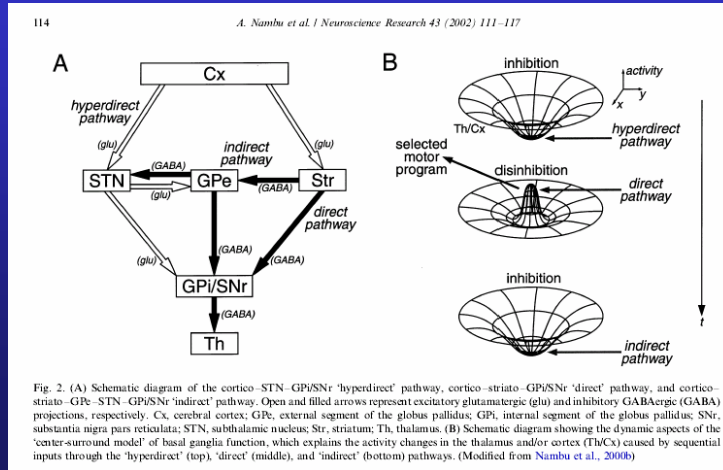 114
A. Nambu et al. / Neuroscience Research 43 (2002) 111–117
A
Cx
hyperdirect
pathway
(glu)
(glu)
indirect
pathway
(GABA)
STN
GPe
(GABA)
Str
(glu)
direct
pathway
(glu)
(GABA)
(GABA)
GPi/SNr
(GABA)
Th
B
inhibition
activity
y
x
Th/Cx
hyperdirect
pathway
selected
motor
program
disinhibition
direct
pathway
inhibition
t
indirect
pathway
Fig. 2. (A) Schematic diagram of the cortico–STN–GPi/SNr ‘hyperdirect’ pathway, cortico–striato–GPi/SNr ‘direct’ pathway, and cortico–
striato–GPe–STN–GPi/SNr ‘indirect’ pathway. Open and filled arrows represent excitatory glutamatergic (glu) and inhibitory GABAergic (GABA)
projections, respectively. Cx, cerebral cortex; GPe, external segment of the globus pallidus; GPi, internal segment of the globus pallidus; SNr,
substantia nigra pars reticulata; STN, subthalamic nucleus; Str, striatum; Th, thalamus. (B) Schematic diagram showing the dynamic aspects of the
‘center-surround model’ of basal ganglia function, which explains the activity changes in the thalamus and/or cortex (Th/Cx) caused by sequential
inputs through the ‘hyperdirect’ (top), ‘direct’ (middle), and ‘indirect’ (bottom) pathways. (Modified from Nambu et al., 2000b)